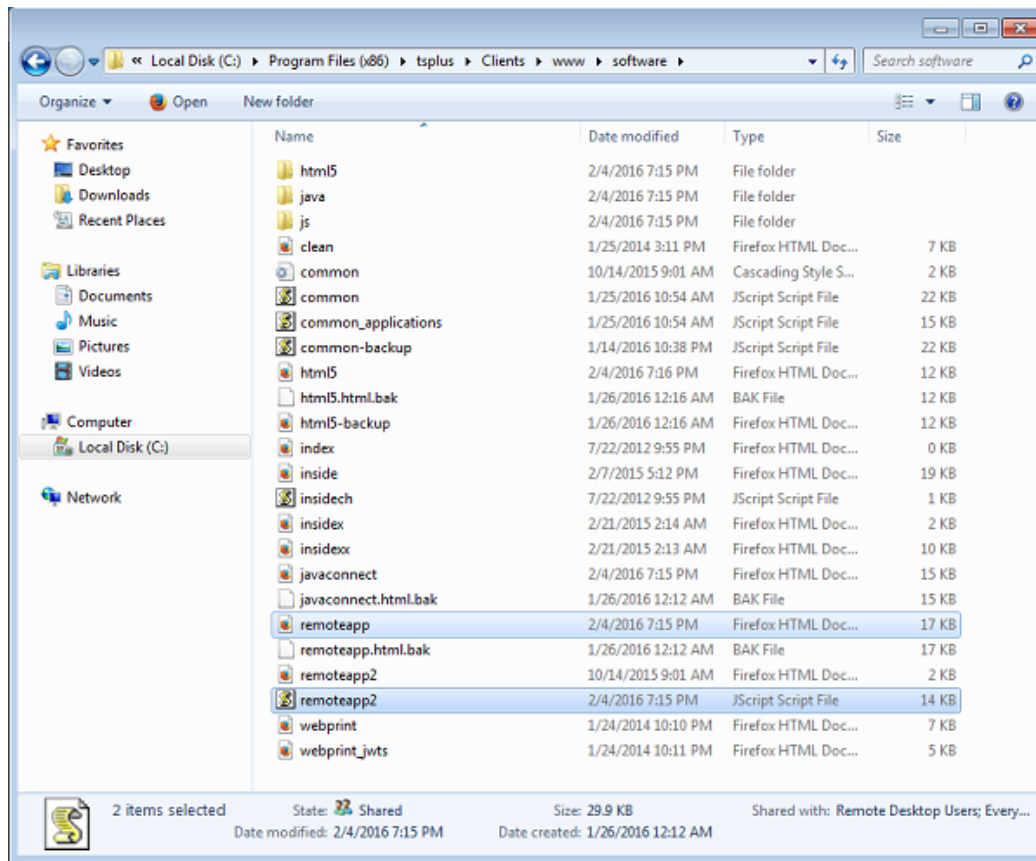 « Local Disk (C:) ▸ Program Files (x86) ▸ tsplus ▸ Clients ▸ www ▸ software ▸ Search software
Organize Open New folder
Name Date modified Type Size
Favorites
Desktop
Downloads
Recent Places
Libraries
Documents
Music
Pictures
Videos
Computer
Local Disk (C:)
Network
html5 2/4/2016 7:15 PM File folder
java 2/4/2016 7:15 PM File folder
js 2/4/2016 7:15 PM File folder
clean 1/25/2014 3:11 PM Firefox HTML Doc... 7 KB
common 10/14/2015 9:01 AM Cascading Style S... 2 KB
common 1/25/2016 10:54 AM JScript Script File 22 KB
common_applications 1/25/2016 10:54 AM JScript Script File 15 KB
common-backup 1/14/2016 10:38 PM JScript Script File 22 KB
html5 2/4/2016 7:16 PM Firefox HTML Doc... 12 KB
html5.html.bak 1/26/2016 12:16 AM BAK File 12 KB
html5-backup 1/26/2016 12:16 AM Firefox HTML Doc... 12 KB
index 7/22/2012 9:55 PM Firefox HTML Doc... 0 KB
inside 2/7/2015 5:12 PM Firefox HTML Doc... 19 KB
insidech 7/22/2012 9:55 PM JScript Script File 1 KB
insidex 2/21/2015 2:14 AM Firefox HTML Doc... 2 KB
insidexx 2/21/2015 2:13 AM Firefox HTML Doc... 10 KB
javaconnect 2/4/2016 7:15 PM Firefox HTML Doc... 15 KB
javaconnect.html.bak 1/26/2016 12:12 AM BAK File 15 KB
remoteapp 2/4/2016 7:15 PM Firefox HTML Doc... 17 KB
remoteapp.html.bak 1/26/2016 12:12 AM BAK File 17 KB
remoteapp2 10/14/2015 9:01 AM Firefox HTML Doc... 2 KB
remoteapp2 2/4/2016 7:15 PM JScript Script File 14 KB
webprint 1/24/2014 10:10 PM Firefox HTML Doc... 7 KB
webprint_jwts 1/24/2014 10:11 PM Firefox HTML Doc... 5 KB
2 items selected State: Shared Size: 29.9 KB Shared with: Remote Desktop Users; Every...
Date modified: 2/4/2016 7:15 PM Date created: 1/26/2016 12:12 AM